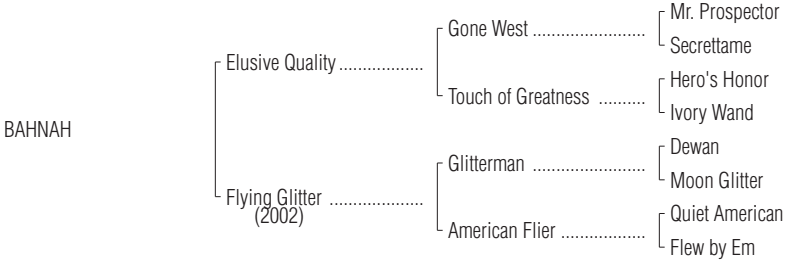 Mr. Prospector
Gone West ........................
Secrettame
Elusive Quality ..................
Hero's Honor
Touch of Greatness ..........
Ivory Wand
BAHNAH
Dewan
Glitterman ........................
Moon Glitter
Flying Glitter ....................
(2002)
Quiet American
American Flier ..................
Flew by Em